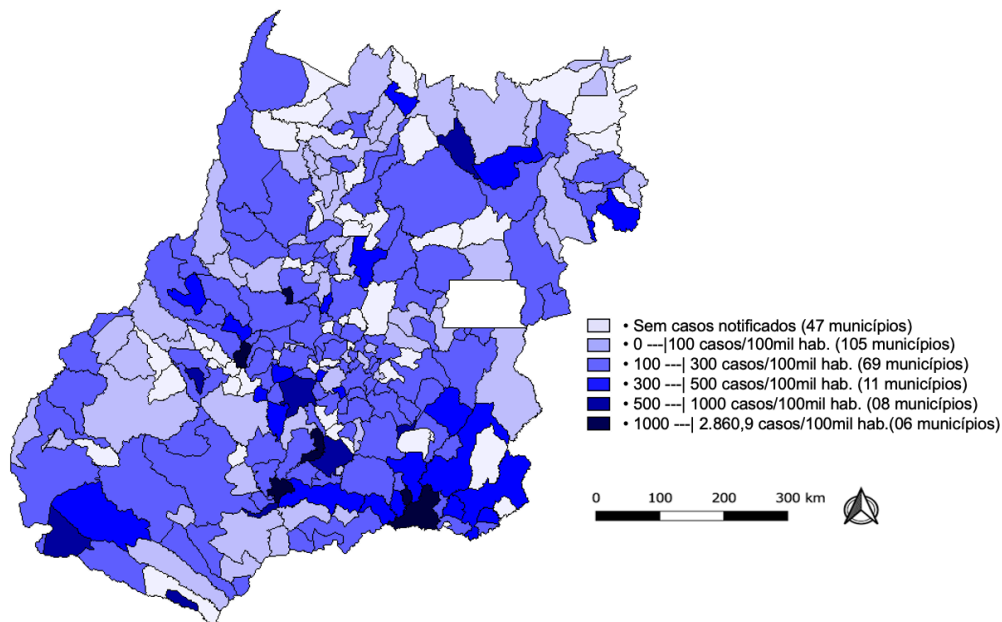 • Sem casos notificados (47 municípios)
• 0 ---|100 casos/100mil hab. (105 municípios)
• 100 ---| 300 casos/100mil hab. (69 municípios)
• 300 ---| 500 casos/100mil hab. (11 municípios)
• 500 ---| 1000 casos/100mil hab. (08 municípios)
• 1000 ---| 2.860,9 casos/100mil hab.(06 municípios)
0 100 200 300 km